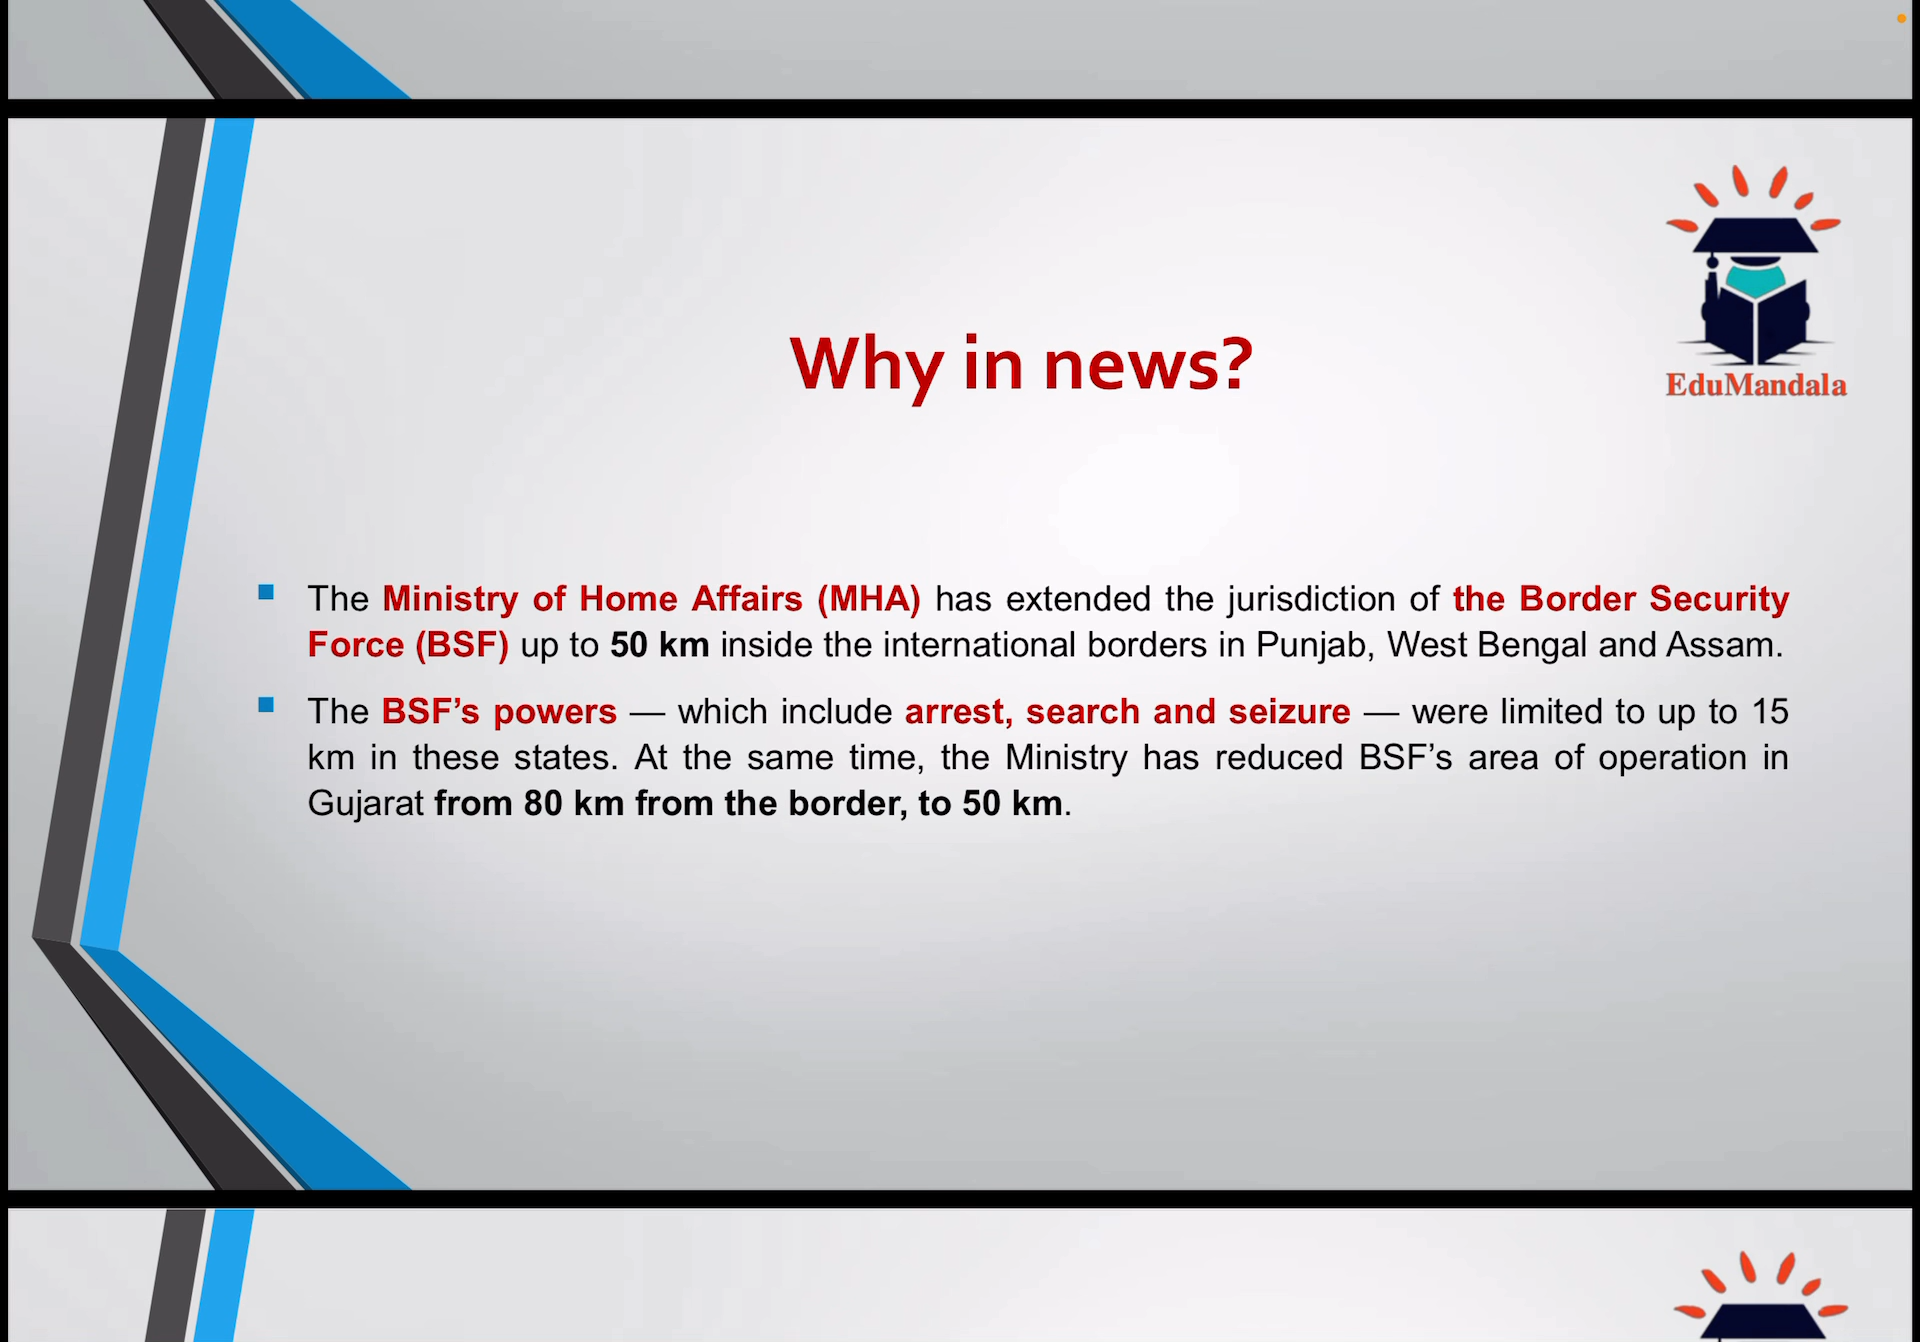 EduMandala
Why in news?
The Ministry of Home Affairs (MHA) has extended the jurisdiction of the Border Security
Force (BSF) up to 50 km inside the international borders in Punjab, West Bengal and Assam.
The BSF’s powers — which include arrest, search and seizure — were limited to up to 15
km in these states. At the same time, the Ministry has reduced BSF’s area of operation in
Gujarat from 80 km from the border, to 50 km.